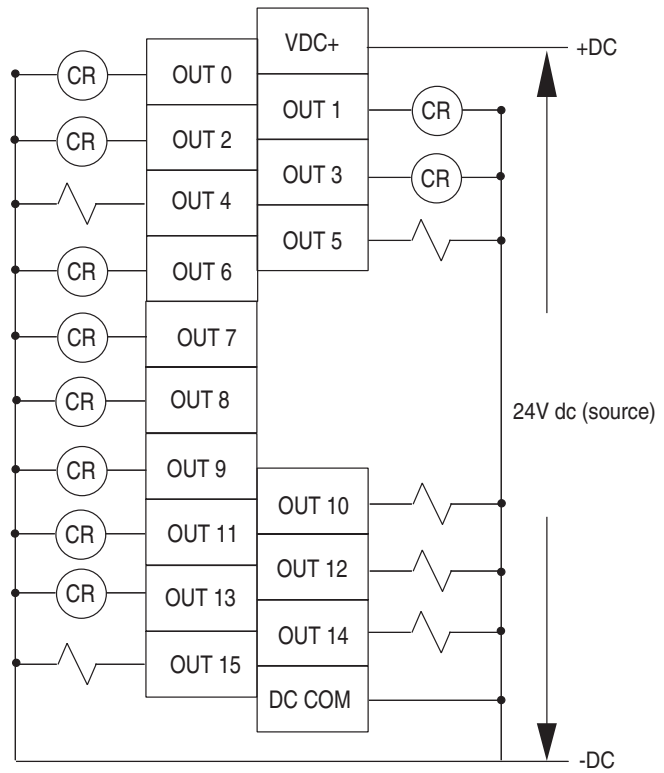 VDC+
+DC
CR
OUT 0
OUT 1
CR
CR
OUT 2
OUT 3
CR
OUT 4
OUT 5
CR
OUT 6
CR
OUT 7
CR
OUT 8
24V dc (source)
CR
OUT 9
OUT 10
CR
OUT 11
OUT 12
CR
OUT 13
OUT 14
OUT 15
DC COM
-DC